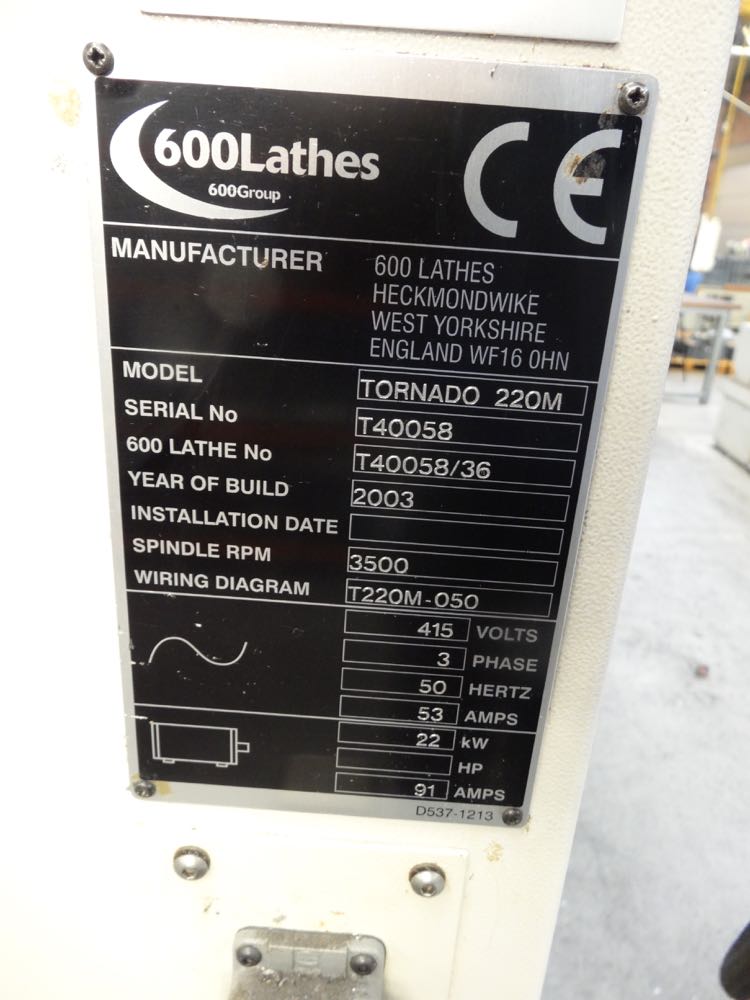 600Lathes
600Group
CE
MANUFACTURER
600 LATHES
HECKMONDWIKE
WEST YORKSHIRE
ENGLAND WF16 0HN
MODEL TORNADO 220M
SERIAL No T40058
600 LATHE No T40058/36
YEAR OF BUILD 2003
INSTALLATION DATE
SPINDLE RPM 3500
WIRING DIAGRAM T220M-050
415 VOLTS
3 PHASE
50 HERTZ
53 AMPS
22 kW
HP
91 AMPS
D537-1213